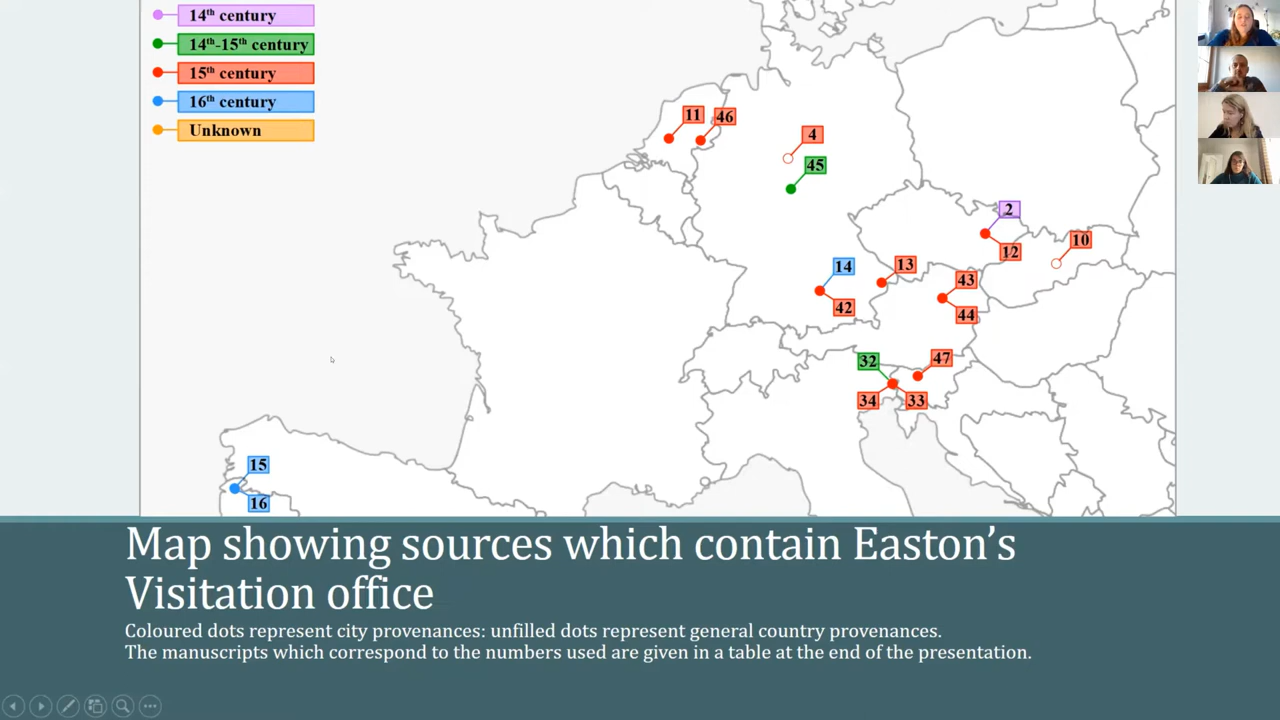 14th century
14th-15th century
15th century
16th century
Unknown
11
46
4
45
2
12
10
14
42
13
43
44
32
47
34
33
15
16
Map showing sources which contain Easton’s
Visitation office
Coloured dots represent city provenances: unfilled dots represent general country provenances.
The manuscripts which correspond to the numbers used are given in a table at the end of the presentation.